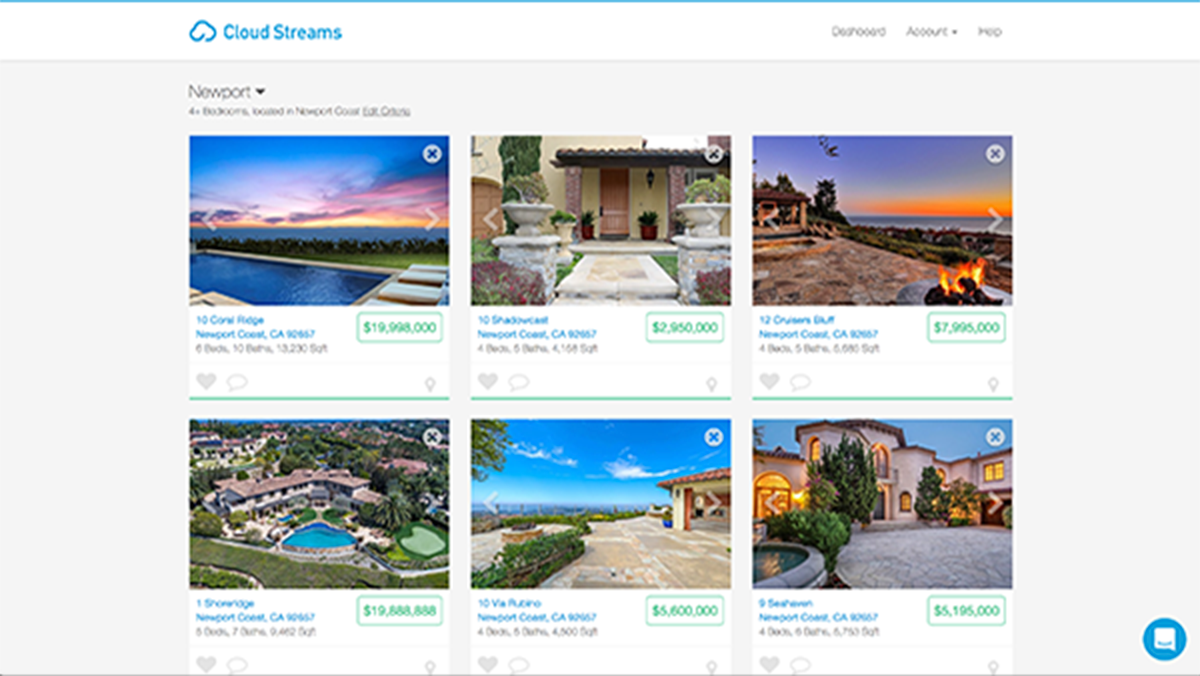 Cloud Streams
Dashboard Account Help
Newport
4+ Bedrooms, located in Newport Coast Edit Criteria
10 Coral Ridge
Newport Coast, CA 92657
6 Beds, 10 Baths, 13,230 Sqft
$19,998,000
10 Shadowcast
Newport Coast, CA 92657
4 Beds, 5 Baths, 4,158 Sqft
$2,950,000
12 Cruisers Bluff
Newport Coast, CA 92657
4 Beds, 5 Baths, 5,685 Sqft
$7,995,000
1 Shoreridge
Newport Coast, CA 92657
5 Beds, 7 Baths, 9,462 Sqft
$19,888,888
10 Via Rubino
Newport Coast, CA 92657
4 Beds, 5 Baths, 4,500 Sqft
$5,600,000
9 Seahaven
Newport Coast, CA 92657
4 Beds, 6 Baths, 5,753 Sqft
$5,195,000